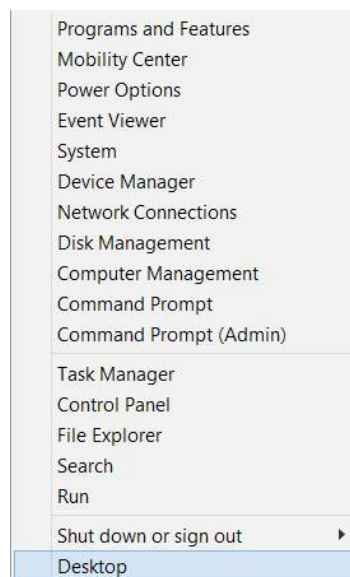 Programs and Features
Mobility Center
Power Options
Event Viewer
System
Device Manager
Network Connections
Disk Management
Computer Management
Command Prompt
Command Prompt (Admin)
Task Manager
Control Panel
File Explorer
Search
Run
Shut down or sign out
Desktop